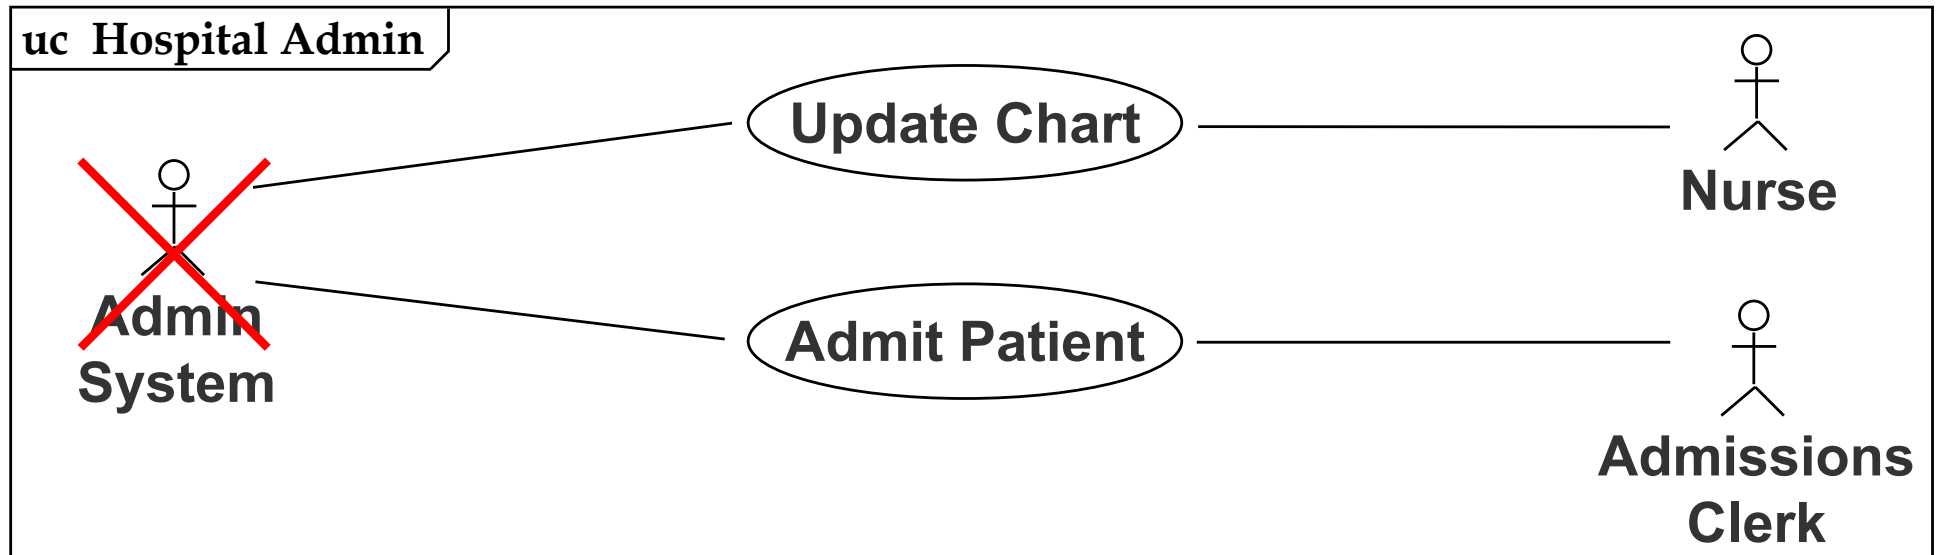 uc Hospital Admin
Update Chart
Nurse
Admin
System
Admit Patient
Admissions
Clerk